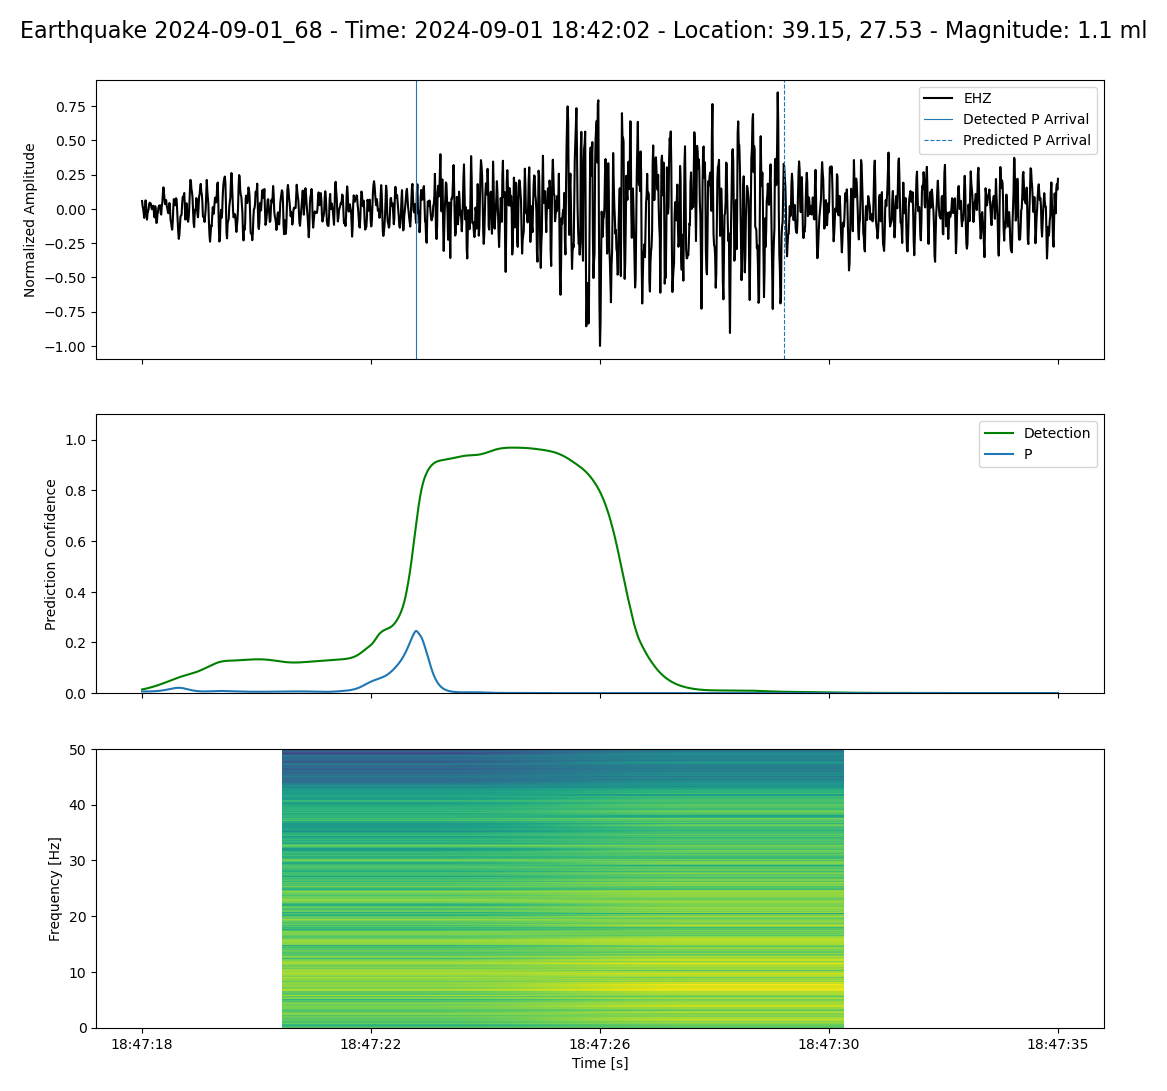 Earthquake 2024-09-01_68 - Time: 2024-09-01 18:42:02 - Location: 39.15, 27.53 - Magnitude: 1.1 ml
Normalized Amplitude
0.75
0.50
0.25
0.00
−0.25
−0.50
−0.75
−1.00
EHZ
Detected P Arrival
Predicted P Arrival
Prediction Confidence
1.0
0.8
0.6
0.4
0.2
0.0
Detection
P
Frequency [Hz]
50
40
30
20
10
0
18:47:18
18:47:22
18:47:26
18:47:30
18:47:35
Time [s]